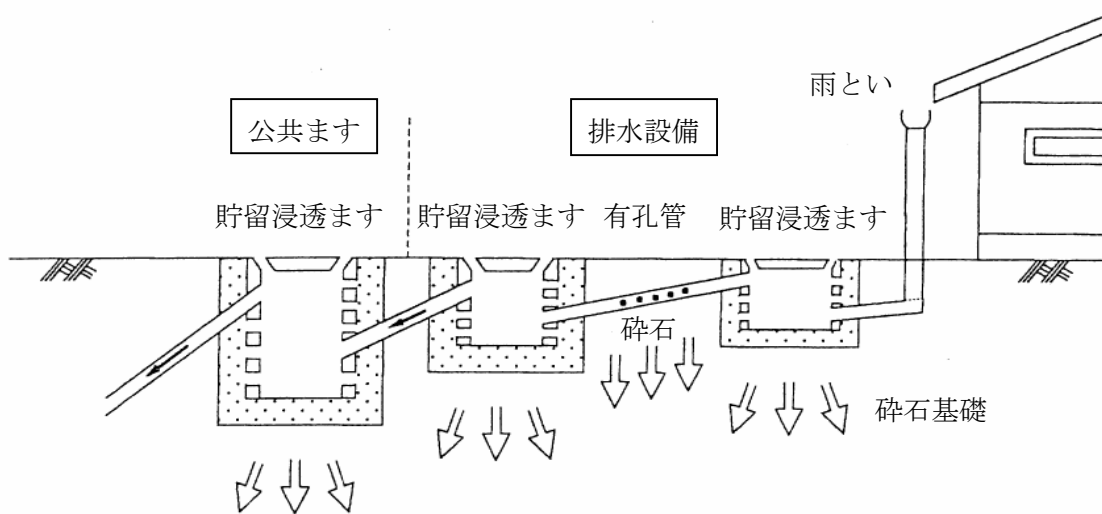 雨とい
公共ます
排水設備
貯留浸透ます
貯留浸透ます
有孔管
貯留浸透ます
砕石
砕石基礎